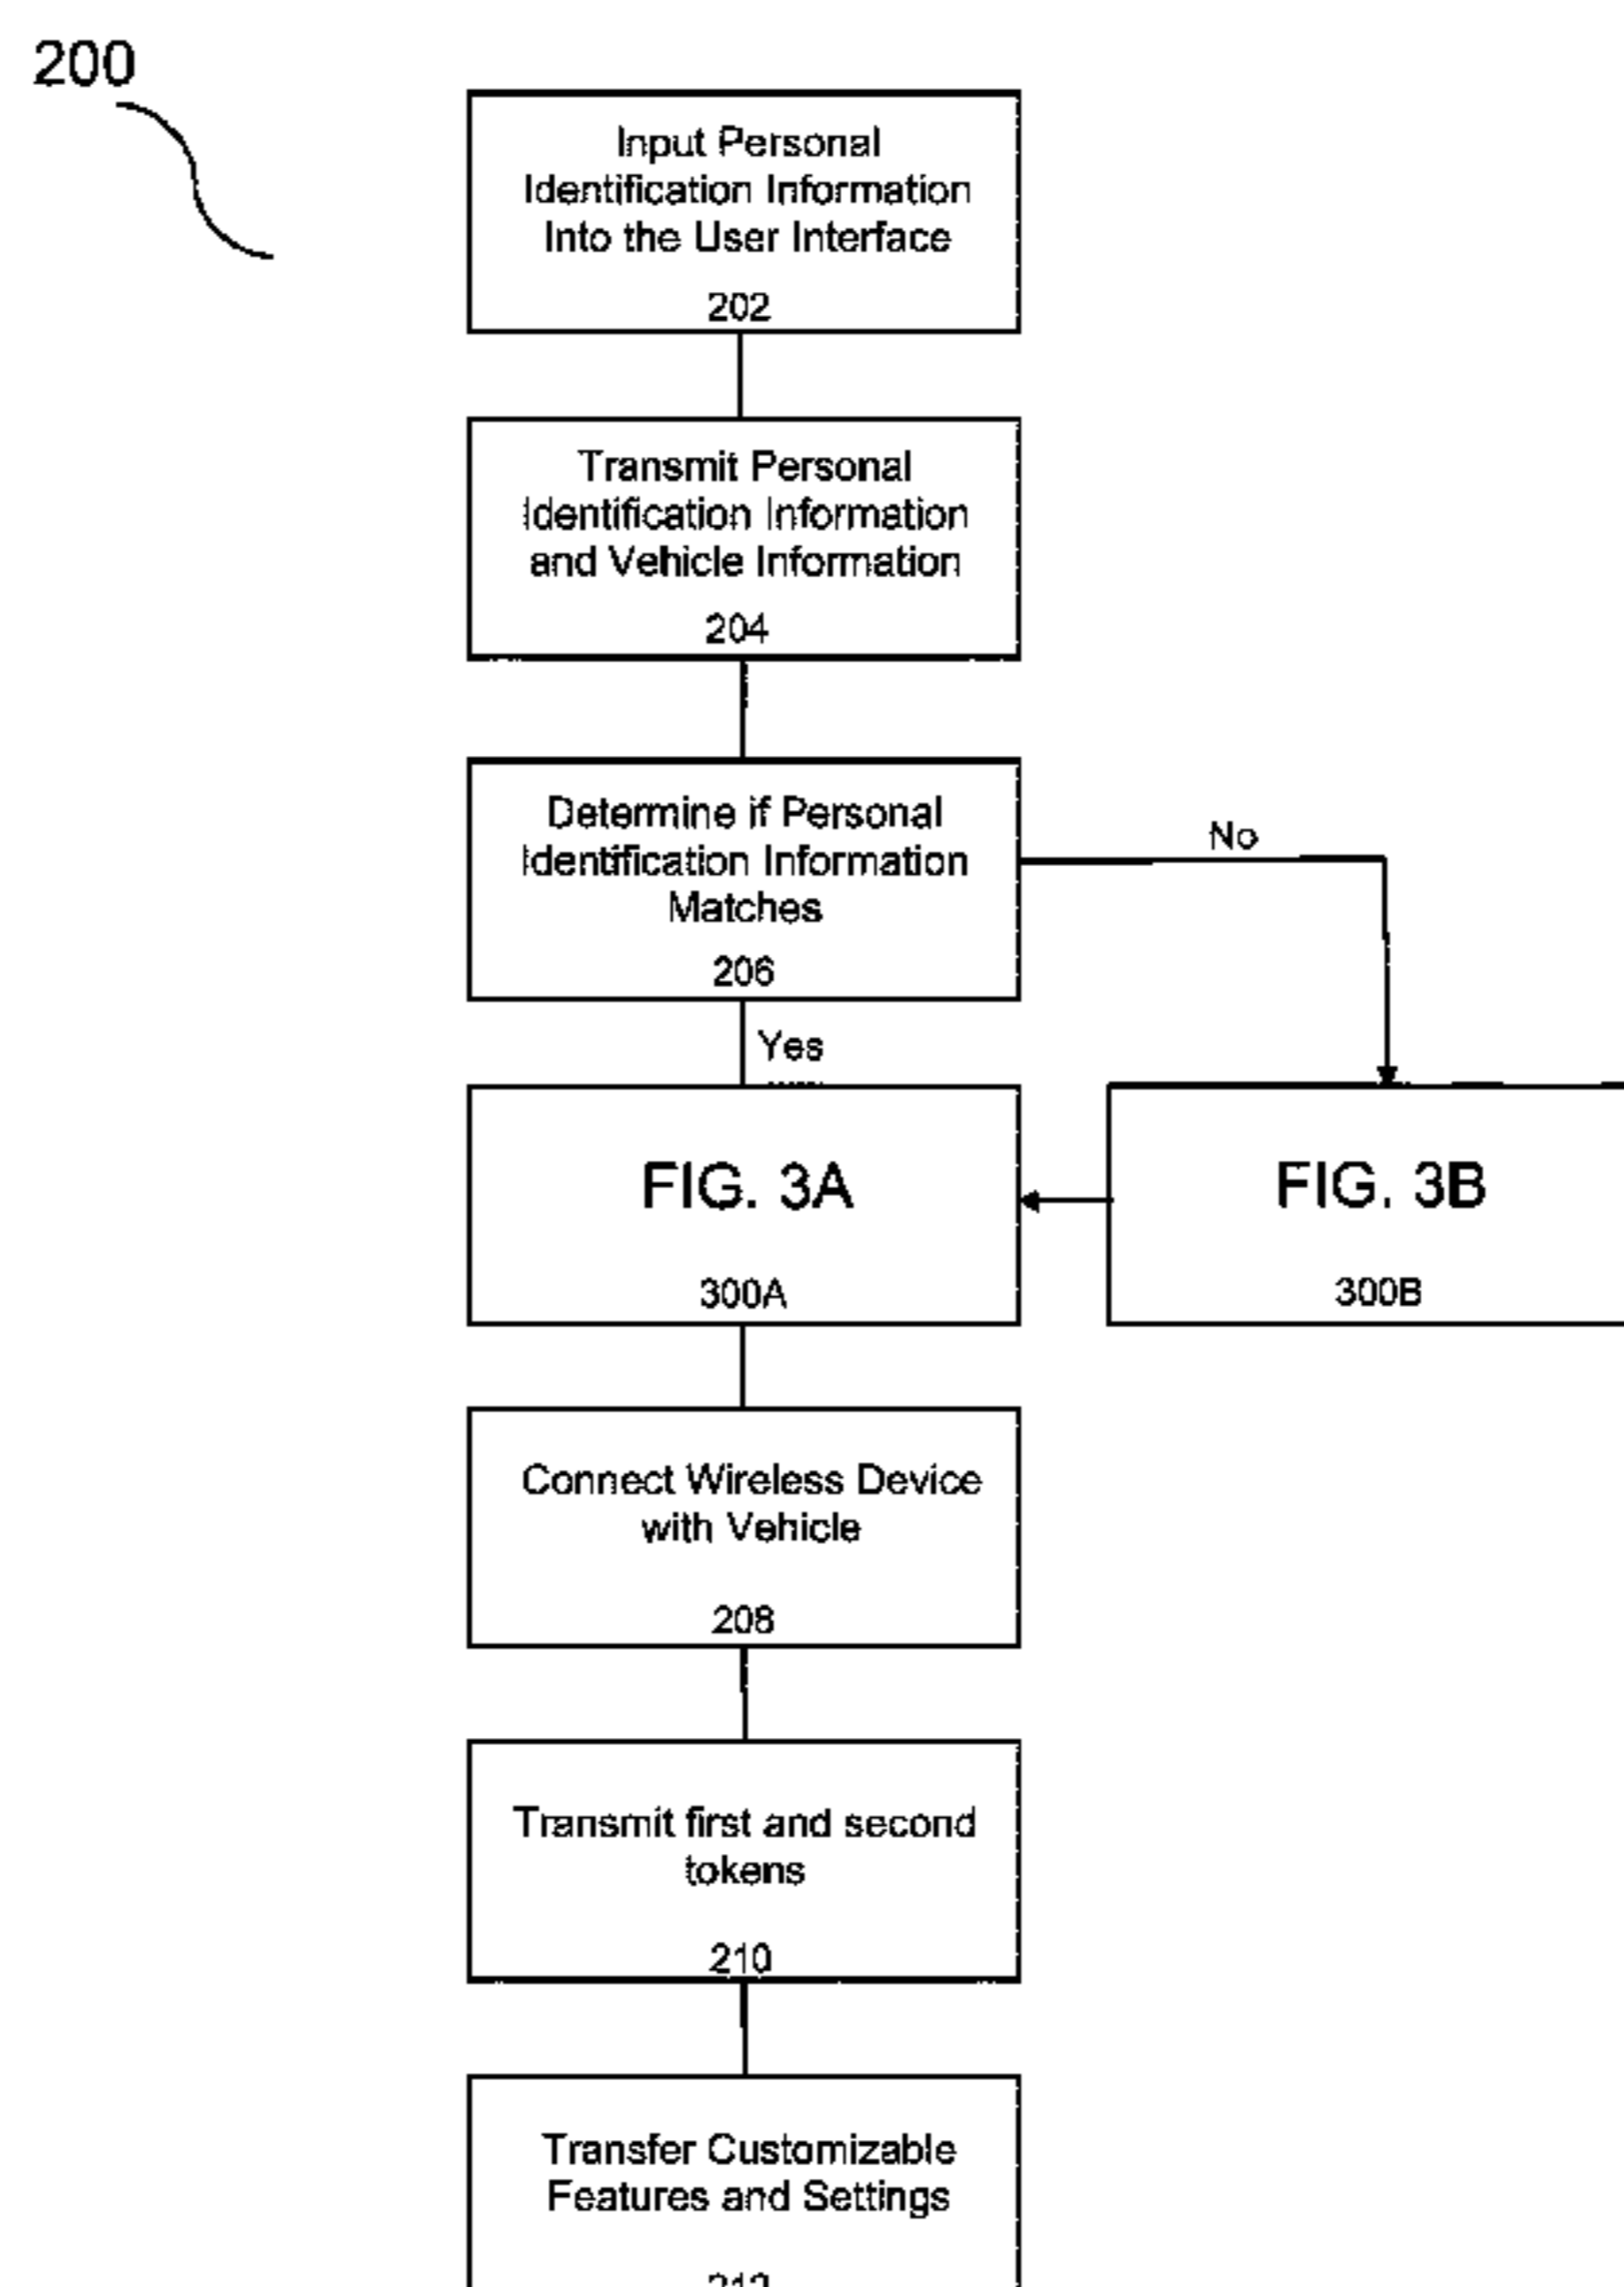 200
Input Personal
Identification Information
Into the User Interface
202
Transmit Personal
Identification Information
and Vehicle Information
204
Determine if Personal
Identification Information
Matches
206
No
Yes
FIG. 3A
300A
FIG. 3B
300B
Connect Wireless Device
with Vehicle
208
Transmit first and second
tokens
210
Transfer Customizable
Features and Settings